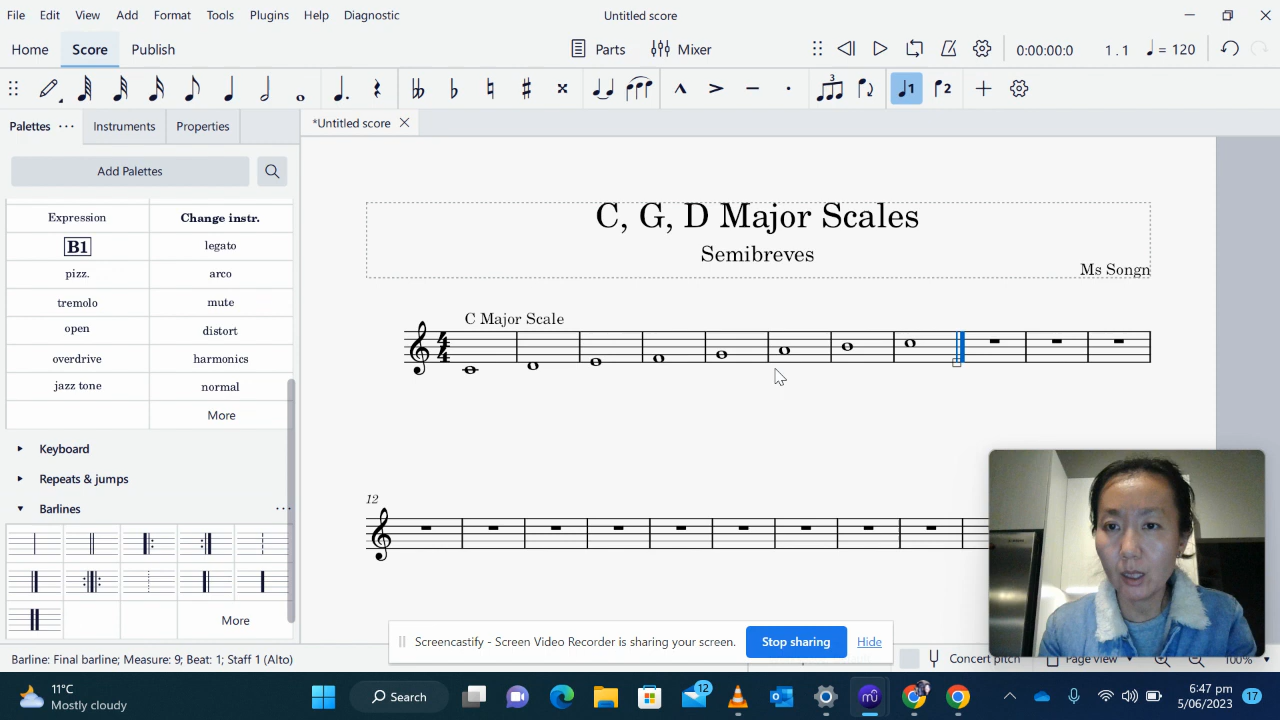 File Edit View Add Format Tools Plugins Help Diagnostic Untitled score
Home Score Publish Parts Mixer 0:00:00:0 1 . 1 = 120
3 1 2
Palettes Instruments Properties *Untitled score
Add Palettes
Expression Change instr.
B1 legato
pizz. arco
tremolo mute
open distort
overdrive harmonics
jazz tone normal
More
Keyboard
Repeats & jumps
Barlines
More
C, G, D Major Scales
Semibreves
Ms Songn
C Major Scale
4
4
12
Screencastify - Screen Video Recorder is sharing your screen. Stop sharing Hide
Barline: Final barline; Measure: 9; Beat: 1; Staff 1 (Alto) Concert pitch Page view 100%
11°C
Mostly cloudy
Search
12
6:47 pm
5/06/2023
17